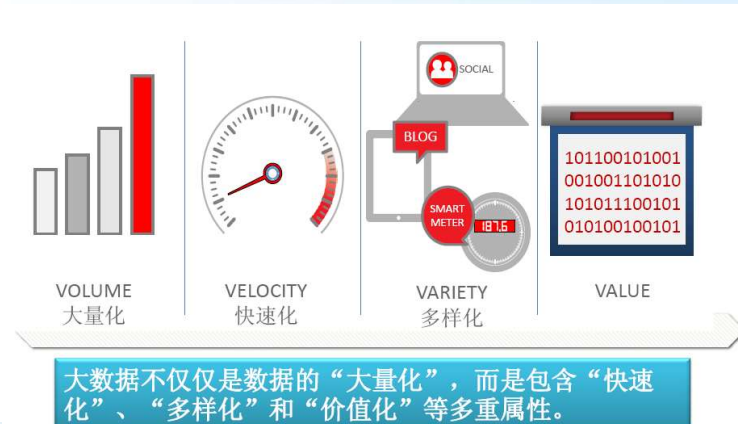 SOCIAL
BLOG
SMART
METER
187.6
101100101001
001001101010
101011100101
010100100101
VOLUME
大量化
VELOCITY
快速化
VARIETY
多样化
VALUE
大数据不仅仅是数据的“大量化”，而是包含“快速
化”、“多样化”和“价值化”等多重属性。